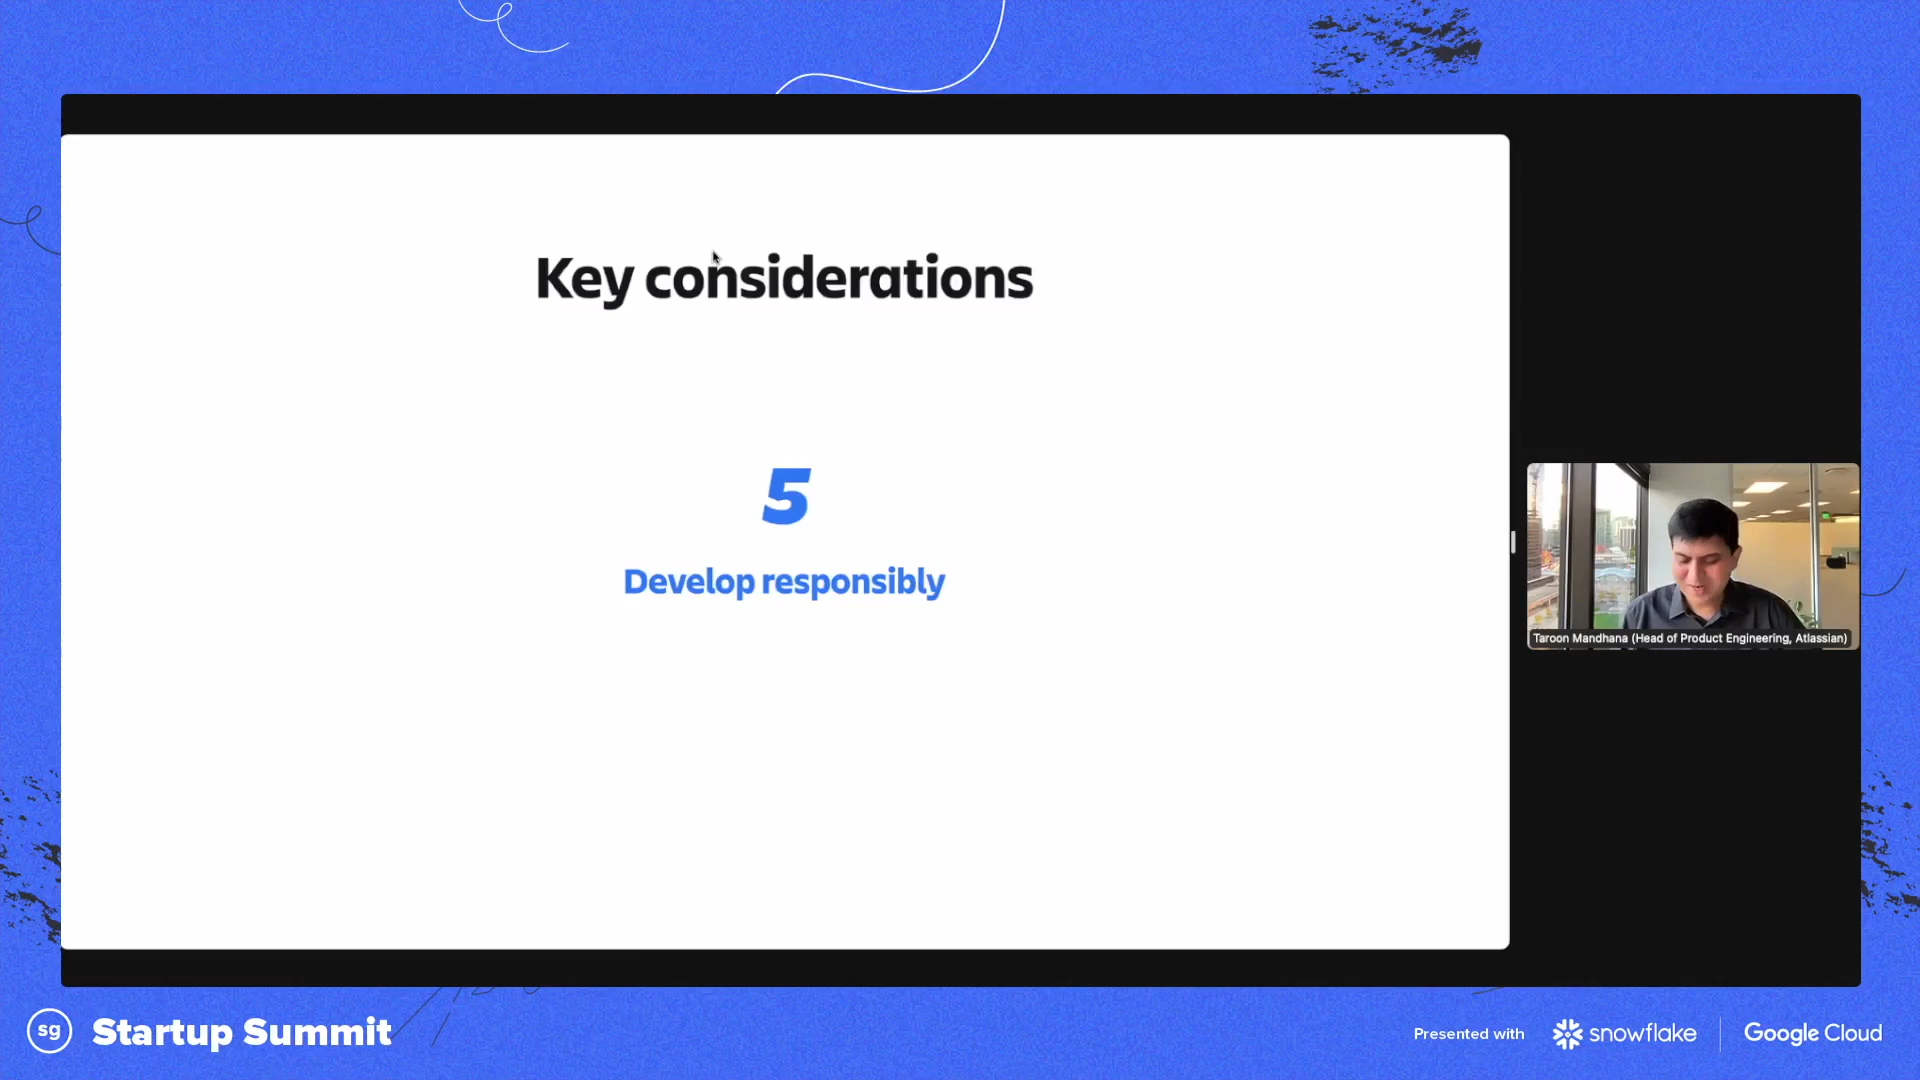 Key considerations
5
Develop responsibly
Taroon Mandhana (Head of Product Engineering, Atlassian)
sg Startup Summit
Presented with snowflake Google Cloud